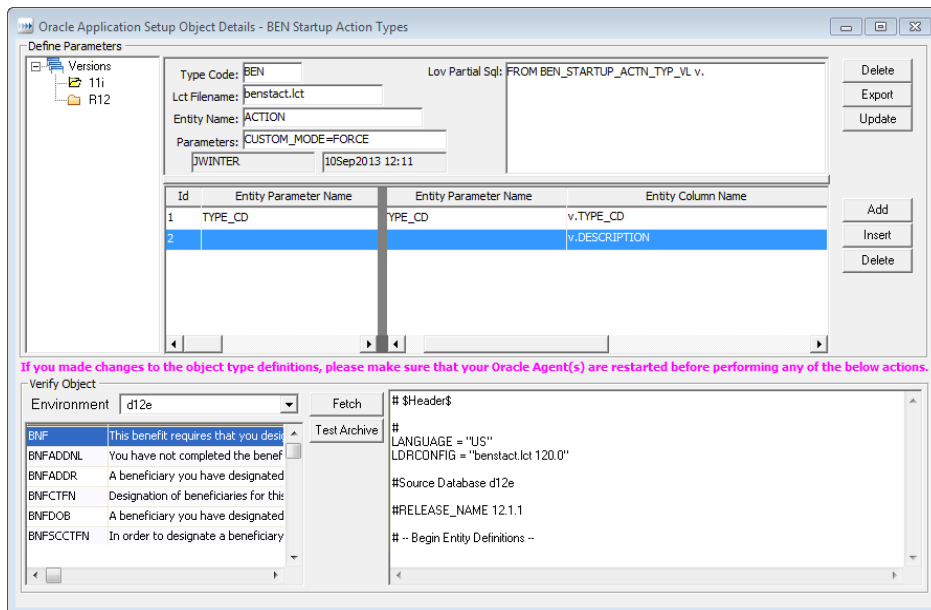 Oracle Application Setup Object Details - BEN Startup Action Types
Define Parameters
Versions
11i
R12
Type Code: BEN
Lct Filename: benstact.lct
Entity Name: ACTION
Parameters: CUSTOM_MODE=FORCE
JWINTER 10Sep2013 12:11
Lov Partial Sql: FROM BEN_STARTUP_ACTN_TYP_VL v.
Delete
Export
Update
Id Entity Parameter Name Entity Parameter Name Entity Column Name
1 TYPE_CD TYPE_CD v.TYPE_CD
2 v.DESCRIPTION
Add
Insert
Delete
If you made changes to the object type definitions, please make sure that your Oracle Agent(s) are restarted before performing any of the below actions.
Verify Object
Environment d12e
Fetch
Test Archive
BNF This benefit requires that you desi
BNFADDNL You have not completed the benef
BNFADDR A beneficiary you have designated
BNFCTFN Designation of beneficiaries for this
BNFDOB A beneficiary you have designated
BNFSCCTFN In order to designate a beneficiary
# $Header$
#
LANGUAGE = "US"
LDRCONFIG = "benstact.lct 120.0"
#Source Database d12e
#RELEASE_NAME 12.1.1
# -- Begin Entity Definitions --